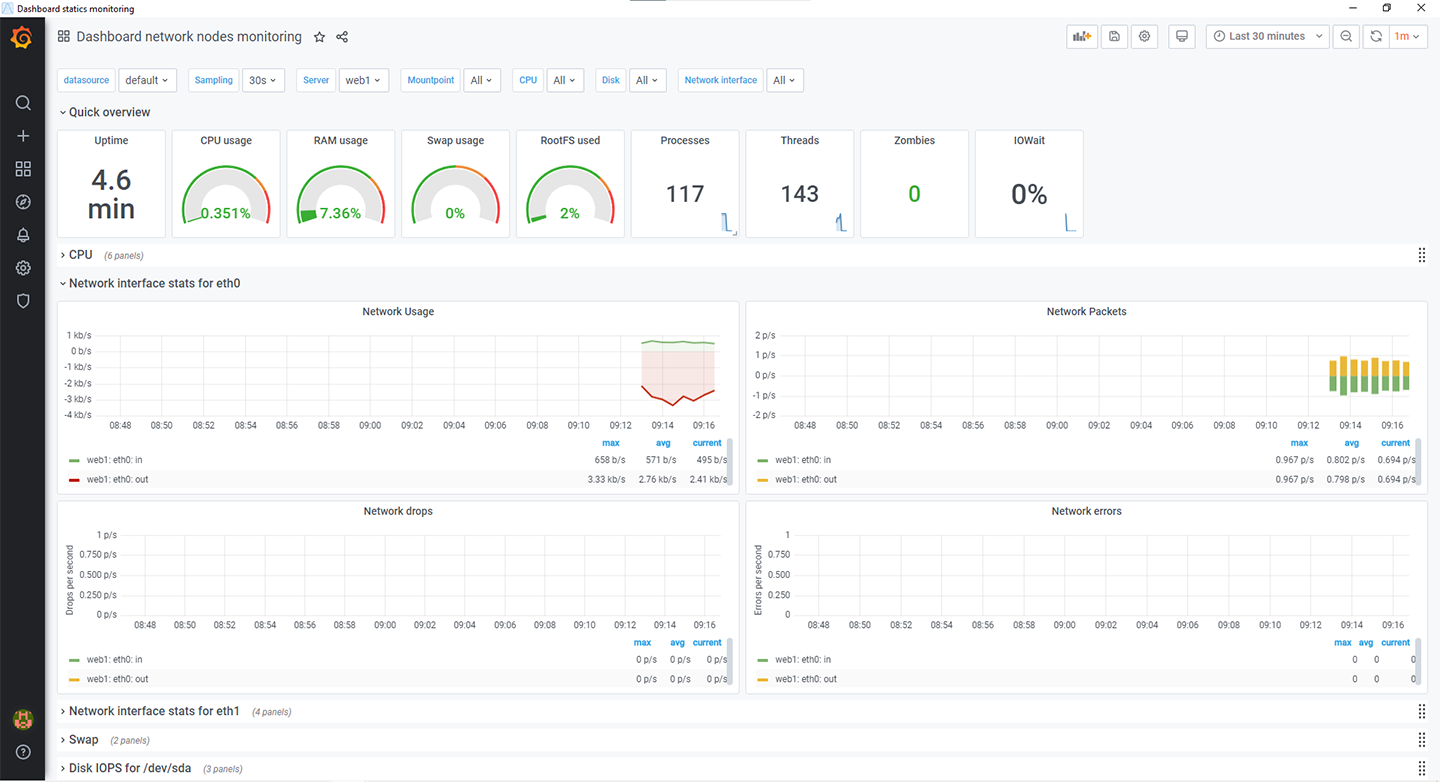 Dashboard statics monitoring
Dashboard network nodes monitoring
Last 30 minutes
1m
datasource default Sampling 30s Server web1 Mountpoint All CPU All Disk All Network interface All
Quick overview
Uptime
4.6
min
CPU usage
0.351%
RAM usage
7.36%
Swap usage
0%
RootFS used
2%
Processes
117
Threads
143
Zombies
0
IOWait
0%
CPU (6 panels)
Network interface stats for eth0
Network Usage
1 kb/s
0 b/s
-1 kb/s
-2 kb/s
-3 kb/s
-4 kb/s
08:48 08:50 08:52 08:54 08:56 08:58 09:00 09:02 09:04 09:06 09:08 09:10 09:12 09:14 09:16
max avg current
web1: eth0: in 658 b/s 571 b/s 495 b/s
web1: eth0: out 3.33 kb/s 2.76 kb/s 2.41 kb/s
Network Packets
2 p/s
1 p/s
0 p/s
-1 p/s
-2 p/s
08:48 08:50 08:52 08:54 08:56 08:58 09:00 09:02 09:04 09:06 09:08 09:10 09:12 09:14 09:16
max avg current
web1: eth0: in 0.967 p/s 0.802 p/s 0.694 p/s
web1: eth0: out 0.967 p/s 0.798 p/s 0.694 p/s
Network drops
Drops per second
1 p/s
0.750 p/s
0.500 p/s
0.250 p/s
0 p/s
08:48 08:50 08:52 08:54 08:56 08:58 09:00 09:02 09:04 09:06 09:08 09:10 09:12 09:14 09:16
max avg current
web1: eth0: in 0 p/s 0 p/s 0 p/s
web1: eth0: out 0 p/s 0 p/s 0 p/s
Network errors
Errors per second
1
0.750
0.500
0.250
0
08:48 08:50 08:52 08:54 08:56 08:58 09:00 09:02 09:04 09:06 09:08 09:10 09:12 09:14 09:16
max avg current
web1: eth0: in 0 0 0
web1: eth0: out 0 0 0
Network interface stats for eth1 (4 panels)
Swap (2 panels)
Disk IOPS for /dev/sda (3 panels)